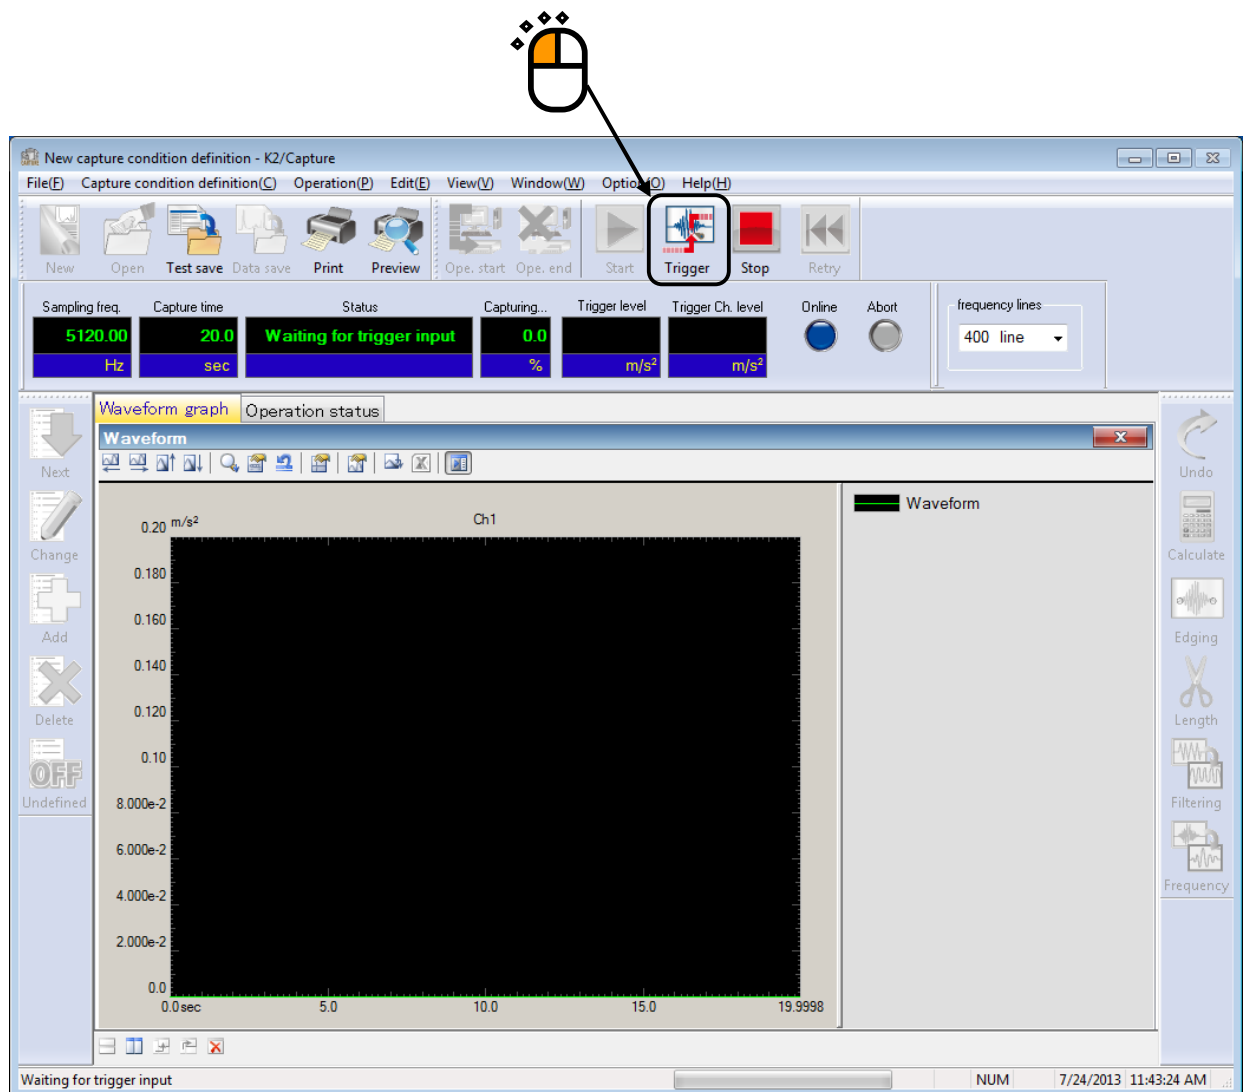 New capture condition definition - K2/Capture
File(F) Capture condition definition(C) Operation(P) Edit(E) View(V) Window(W) Option(O) Help(H)
New Open Test save Data save Print Preview Ope. start Ope. end Start Trigger Stop Retry
Sampling freq. Capture time Status Capturing... Trigger level Trigger Ch. level Online Abort frequency lines
5120.00 20.0 Waiting for trigger input 0.0 400 line
Hz sec % m/s² m/s²
Waveform graph Operation status
Waveform
Next
Change
Add
Delete
OFF
Undefined
Waveform
0.20 m/s² Ch1
0.180
0.160
0.140
0.120
0.10
8.000e-2
6.000e-2
4.000e-2
2.000e-2
0.0
0.0sec 5.0 10.0 15.0 19.9998
Undo
Calculate
Edging
Length
Filtering
Frequency
Waiting for trigger input NUM 7/24/2013 11:43:24 AM